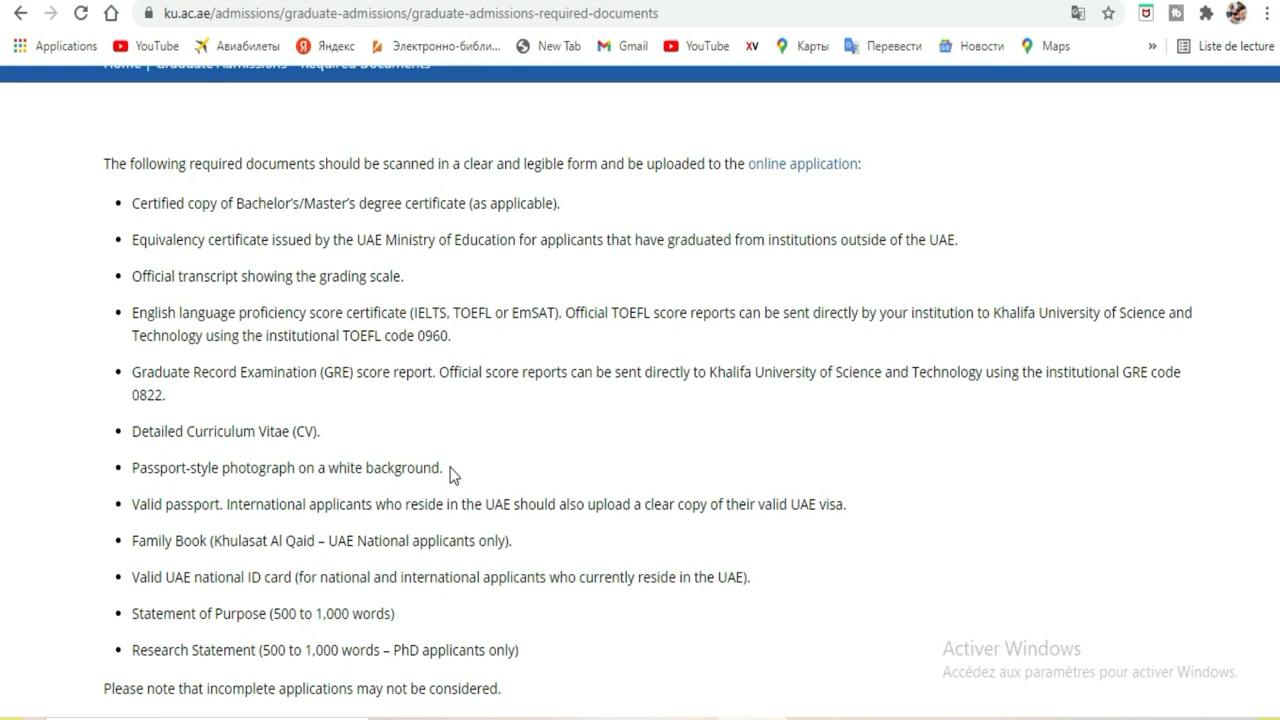 ku.ac.ae/admissions/graduate-admissions/graduate-admissions-required-documents
Applications YouTube Авиабилеты Яндекс Электронно-библи... New Tab Gmail YouTube XV Карты Перевести Новости Maps » Liste de lecture
Home | Graduate Admissions - Required Documents
The following required documents should be scanned in a clear and legible form and be uploaded to the online application:
• Certified copy of Bachelor's/Master's degree certificate (as applicable).
• Equivalency certificate issued by the UAE Ministry of Education for applicants that have graduated from institutions outside of the UAE.
• Official transcript showing the grading scale.
• English language proficiency score certificate (IELTS, TOEFL or EmSAT). Official TOEFL score reports can be sent directly by your institution to Khalifa University of Science and
Technology using the institutional TOEFL code 0960.
• Graduate Record Examination (GRE) score report. Official score reports can be sent directly to Khalifa University of Science and Technology using the institutional GRE code
0822.
• Detailed Curriculum Vitae (CV).
• Passport-style photograph on a white background.
• Valid passport. International applicants who reside in the UAE should also upload a clear copy of their valid UAE visa.
• Family Book (Khulasat Al Qaid – UAE National applicants only).
• Valid UAE national ID card (for national and international applicants who currently reside in the UAE).
• Statement of Purpose (500 to 1,000 words)
• Research Statement (500 to 1,000 words – PhD applicants only)
Please note that incomplete applications may not be considered.
Activer Windows
Accédez aux paramètres pour activer Windows.